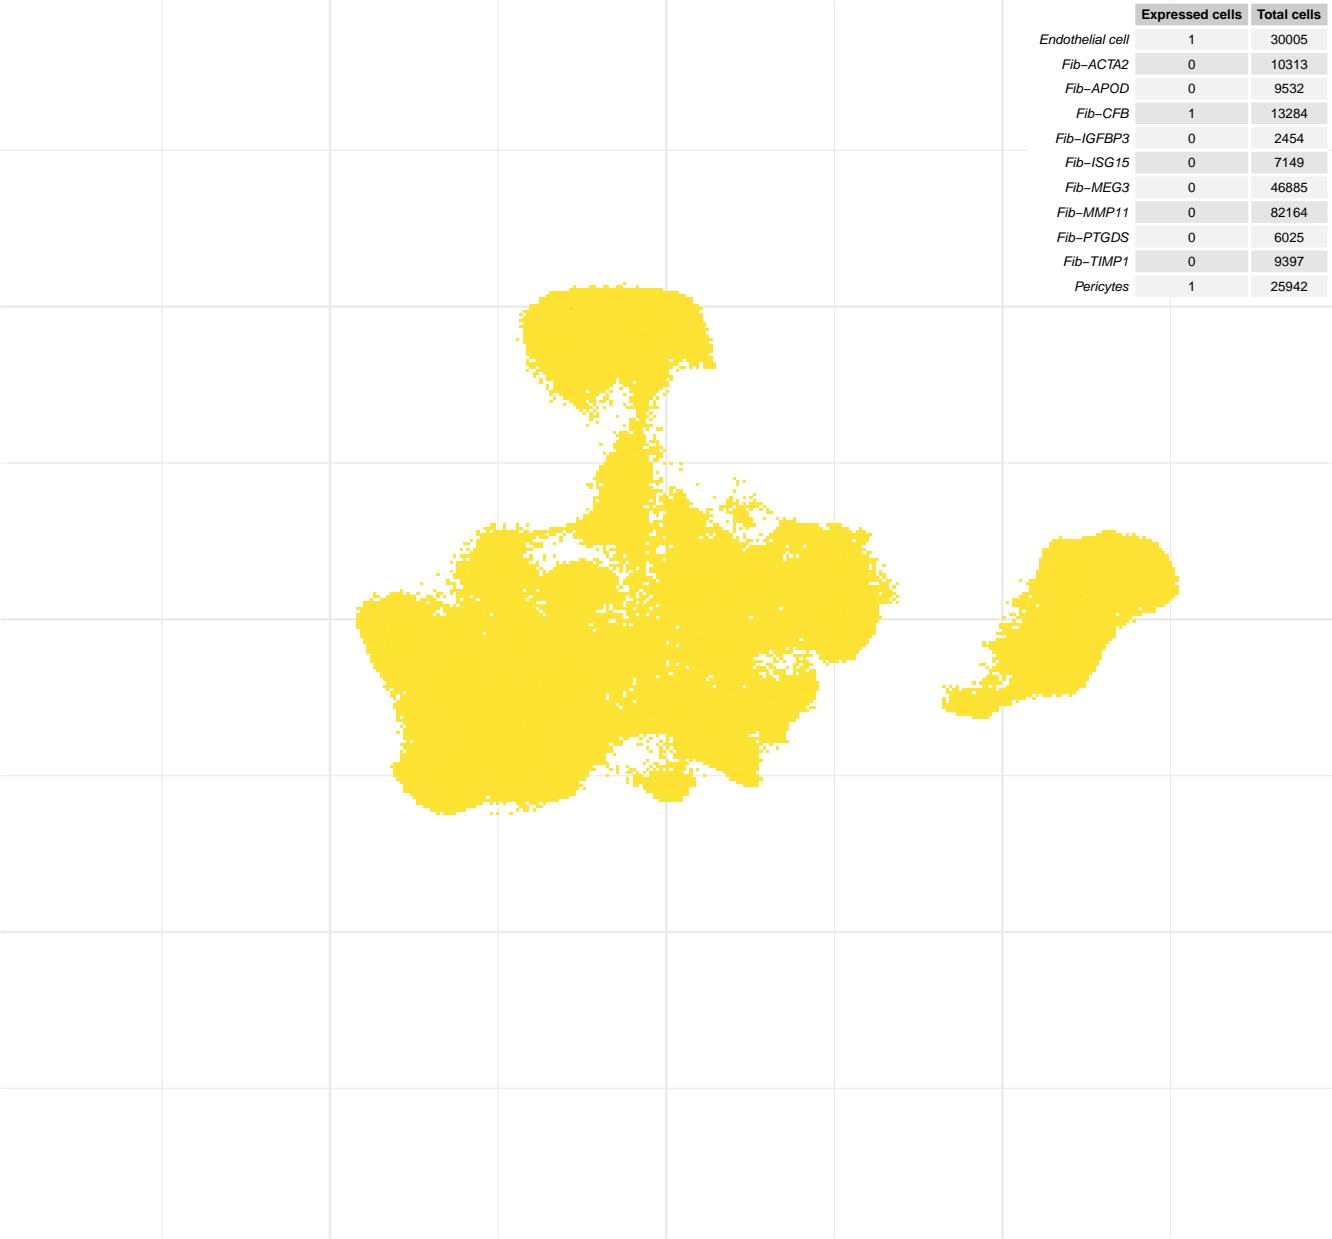 Expressed cells Total cells
Endothelial cell 1 30005
Fib−ACTA2 0 10313
Fib−APOD 0 9532
Fib−CFB 1 13284
Fib−IGFBP3 0 2454
Fib−ISG15 0 7149
Fib−MEG3 0 46885
Fib−MMP11 0 82164
Fib−PTGDS 0 6025
Fib−TIMP1 0 9397
Pericytes 1 25942